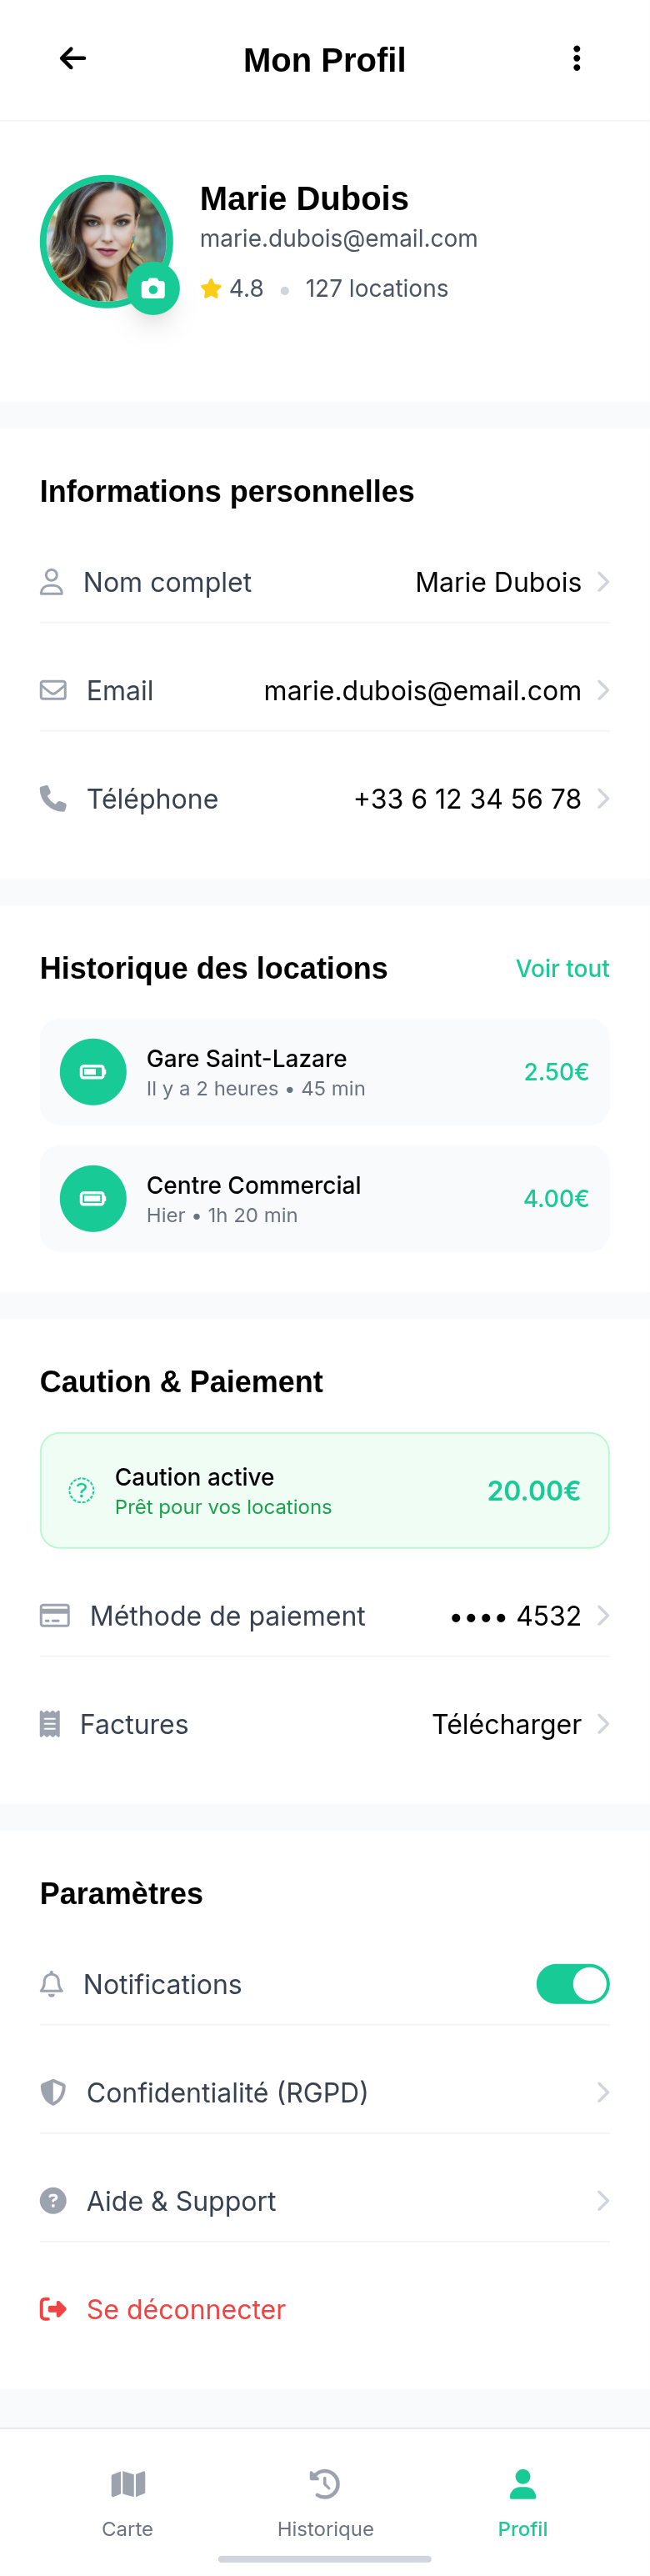 Mon Profil
Marie Dubois
marie.dubois@email.com
4.8 • 127 locations
Informations personnelles
Nom complet Marie Dubois
Email marie.dubois@email.com
Téléphone +33 6 12 34 56 78
Historique des locations Voir tout
Gare Saint-Lazare
Il y a 2 heures • 45 min
2.50€
Centre Commercial
Hier • 1h 20 min
4.00€
Caution & Paiement
Caution active
Prêt pour vos locations
20.00€
Méthode de paiement •••• 4532
Factures Télécharger
Paramètres
Notifications
Confidentialité (RGPD)
Aide & Support
Se déconnecter
Carte Historique Profil